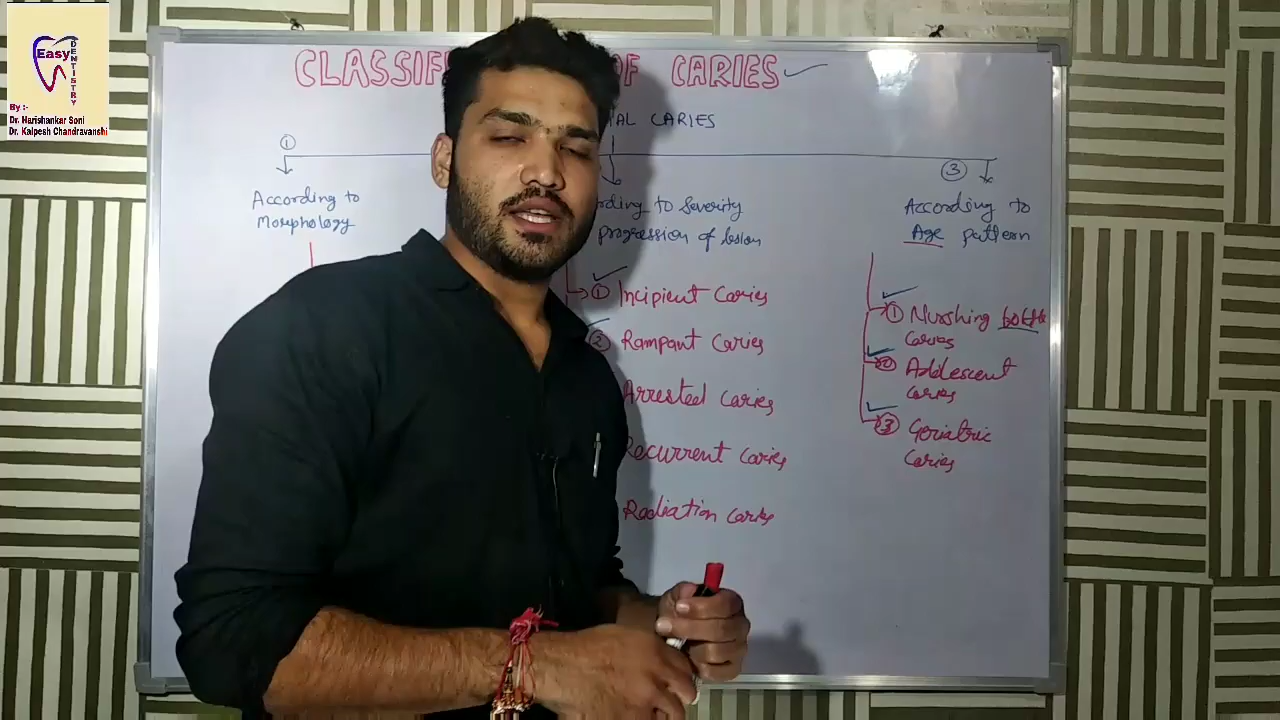 Easy
DENTISTRY
By :-
Dr. Harishankar Soni
Dr. Kalpesh Chandravanshi
CLASSIF OF CARIES
AL CARIES
①
According to
Morphology
rding to Severity
progression of lesion
① Incipient Caries
② Rampant Caries
Arrested Caries
Recurrent Caries
Radiation Caries
③
According to
Age pattern
① Nurshing bottle
Caries
② Adolescent
Caries
③ Geriatric
Caries